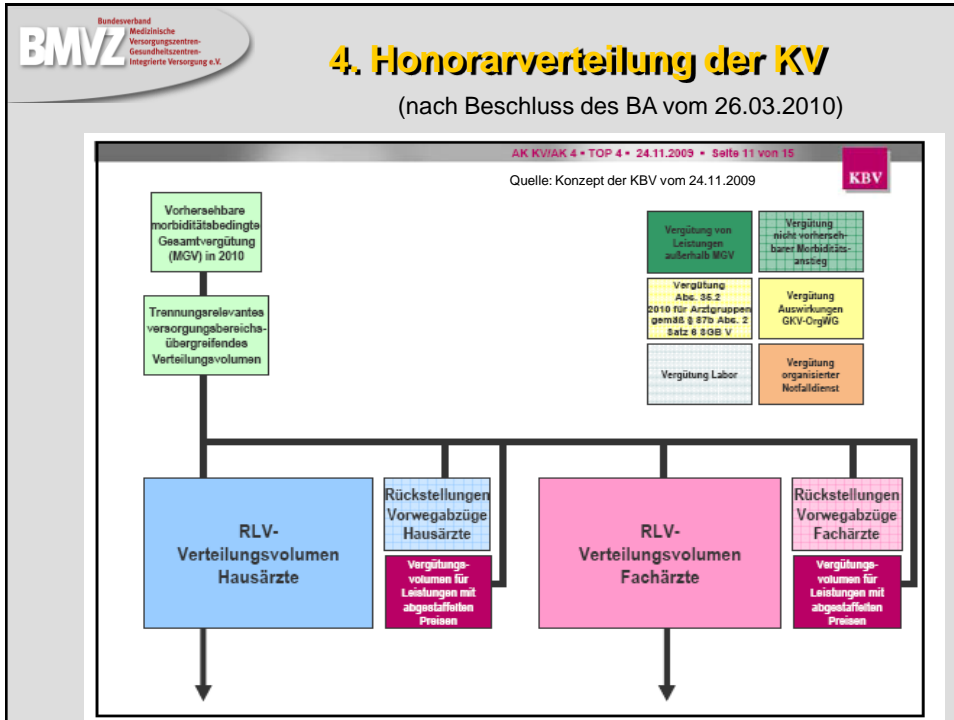 Bundesverband
Medizinische
Versorgungszentren-
Gesundheitszentren-
Integrierte Versorgung e.V.
BMVZ
4. Honorarverteilung der KV
(nach Beschluss des BA vom 26.03.2010)
AK KV/AK 4 • TOP 4 • 24.11.2009 • Seite 11 von 15
Quelle: Konzept der KBV vom 24.11.2009
KBV
Vorhersehbare
morbiditätsbedingte
Gesamtvergütung
(MGV) in 2010
Trennungsrelevantes
versorgungsbereichs-
übergreifendes
Verteilungsvolumen
Vergütung von
Leistungen
außerhalb MGV
Vergütung
nicht vorherseh-
barer Morbiditäts-
anstieg
Vergütung
Abs. 35.2
2010 für Arztgruppen
gemäß § 87b Abs. 2
Satz 6 SGB V
Vergütung
Auswirkungen
GKV-OrgWG
Vergütung Labor
Vergütung
organisierter
Notfalldienst
RLV-
Verteilungsvolumen
Hausärzte
Rückstellungen
Vorwegabzüge
Hausärzte
Vergütungs-
volumen für
Leistungen mit
abgestaffelten
Preisen
RLV-
Verteilungsvolumen
Fachärzte
Rückstellungen
Vorwegabzüge
Fachärzte
Vergütungs-
volumen für
Leistungen mit
abgestaffelten
Preisen